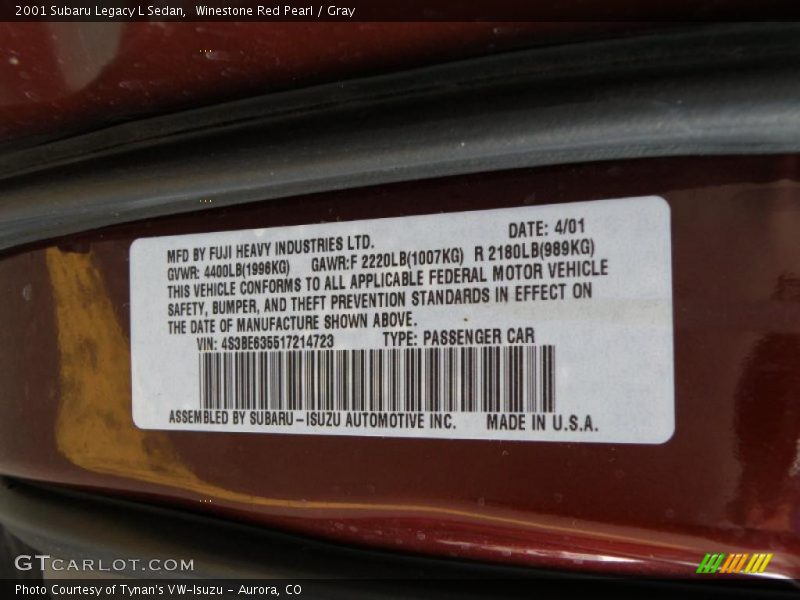 2001 Subaru Legacy L Sedan,  Winestone Red Pearl / Gray
MFD BY FUJI HEAVY INDUSTRIES LTD. DATE: 4/01
GVWR: 4400LB(1996KG) GAWR:F 2220LB(1007KG) R 2180LB(989KG)
THIS VEHICLE CONFORMS TO ALL APPLICABLE FEDERAL MOTOR VEHICLE
SAFETY, BUMPER, AND THEFT PREVENTION STANDARDS IN EFFECT ON
THE DATE OF MANUFACTURE SHOWN ABOVE.
VIN: 4S3BE635517214723 TYPE: PASSENGER CAR
ASSEMBLED BY SUBARU-ISUZU AUTOMOTIVE INC. MADE IN U.S.A.
GTCARLOT.COM
Photo Courtesy of Tynan's VW-Isuzu - Aurora, CO